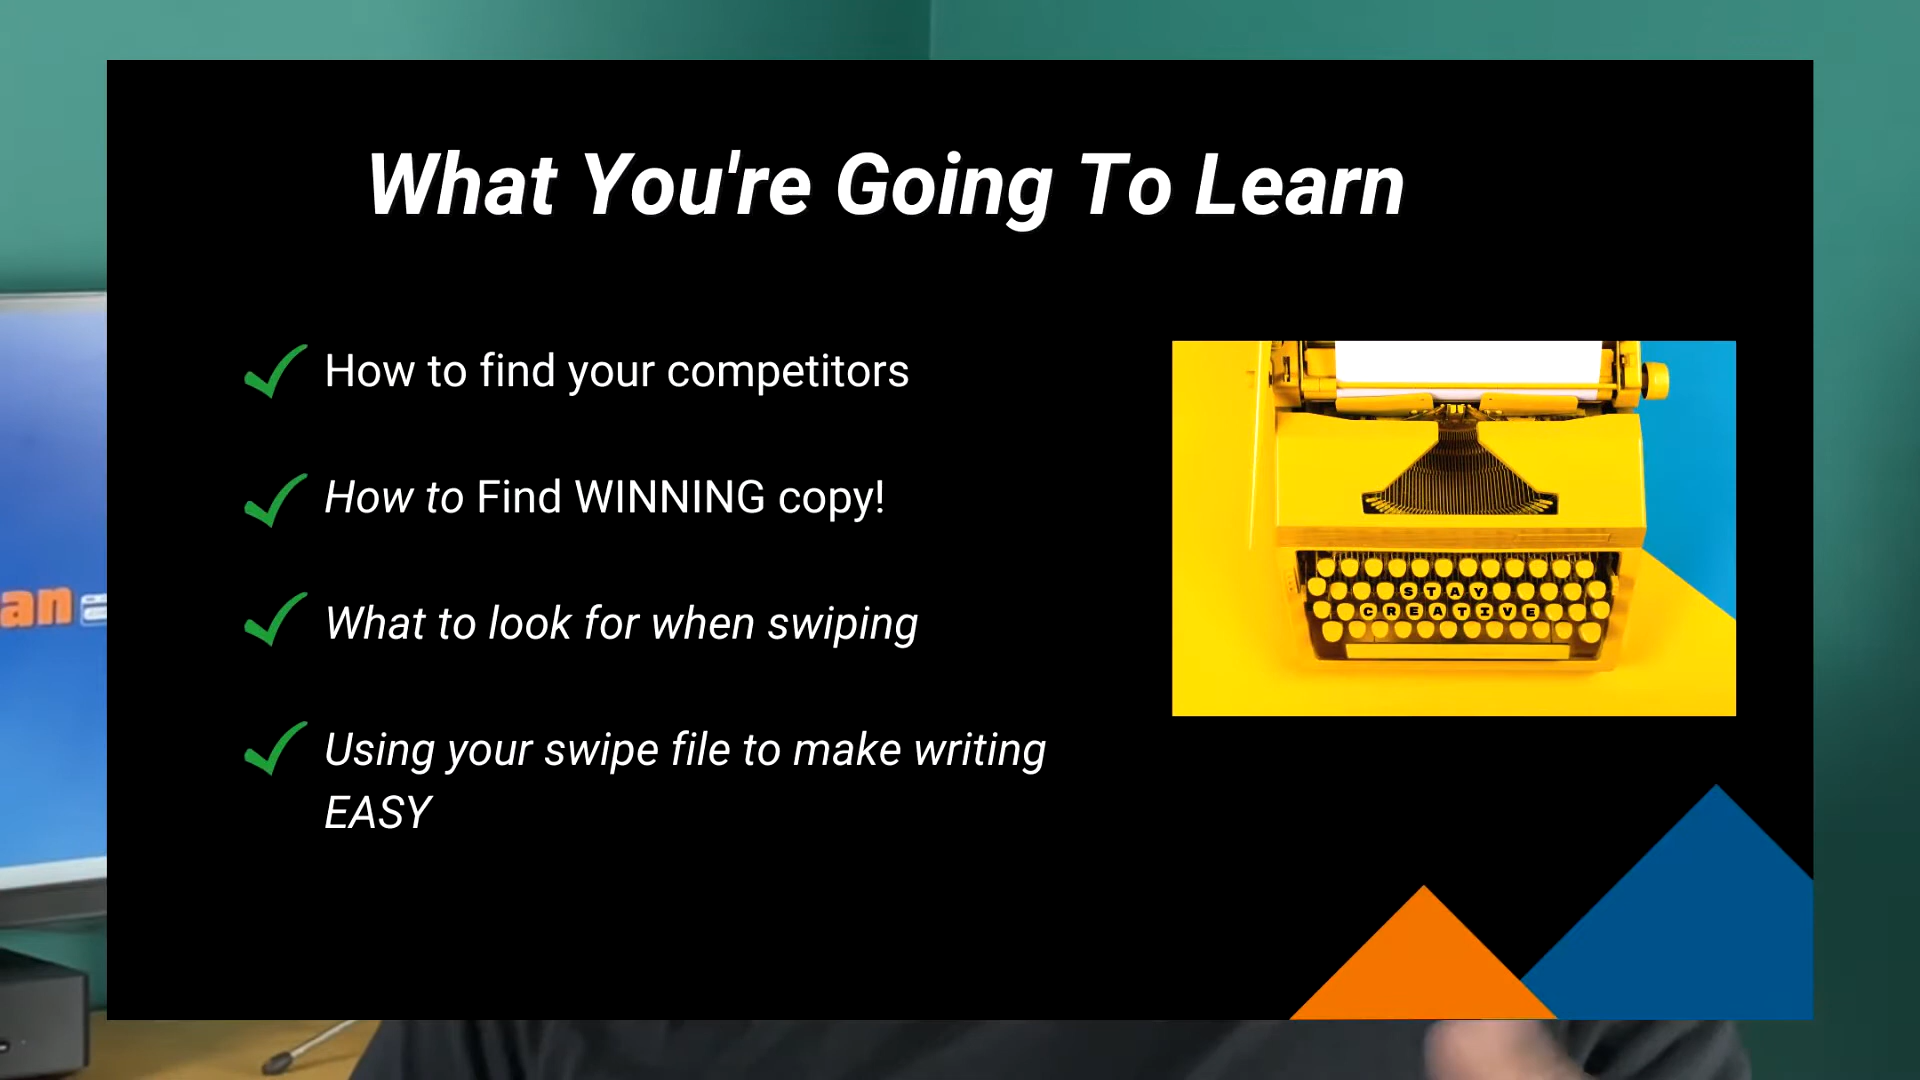 What You're Going To Learn
How to find your competitors
How to Find WINNING copy!
What to look for when swiping
Using your swipe file to make writing
EASY
STAY
CREATIVE
an